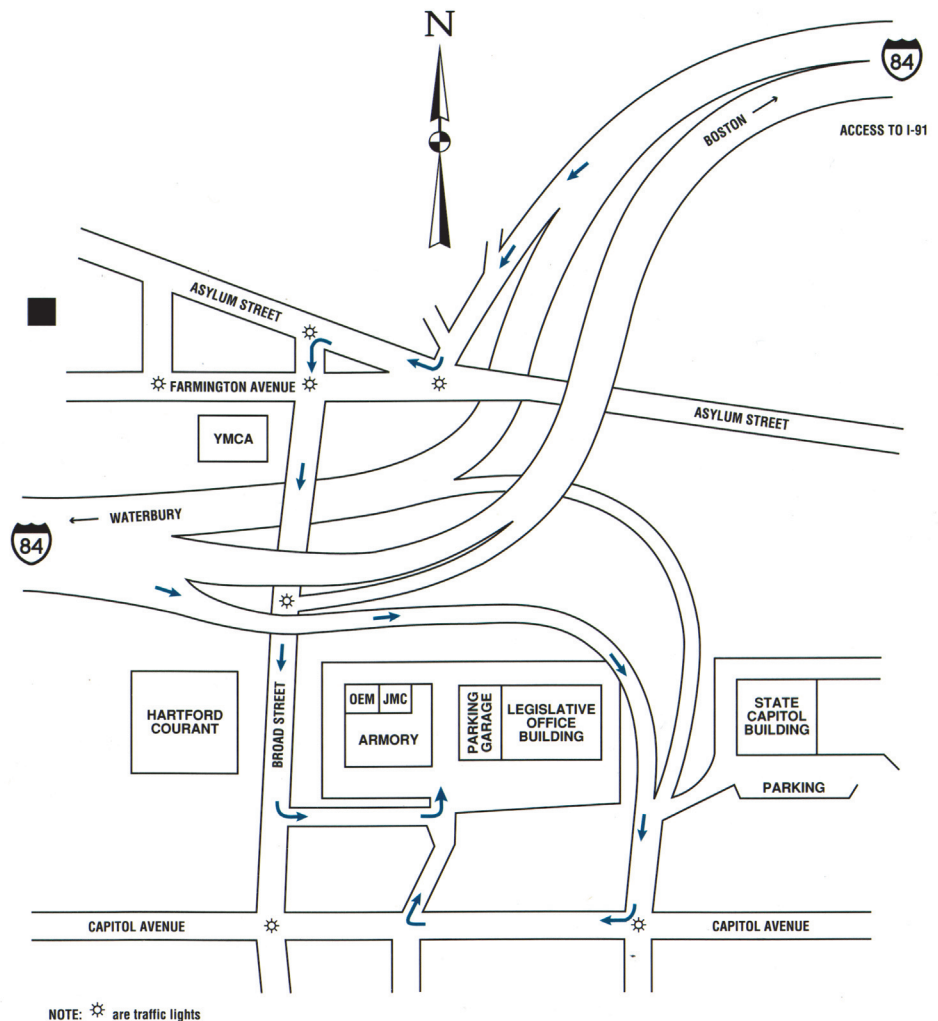 N
84
BOSTON
ACCESS TO I-91
ASYLUM STREET
FARMINGTON AVENUE
ASYLUM STREET
YMCA
WATERBURY
84
HARTFORD
COURANT
BROAD STREET
OEM
JMC
ARMORY
PARKING
GARAGE
LEGISLATIVE
OFFICE
BUILDING
STATE
CAPITOL
BUILDING
PARKING
CAPITOL AVENUE
CAPITOL AVENUE
NOTE: are traffic lights